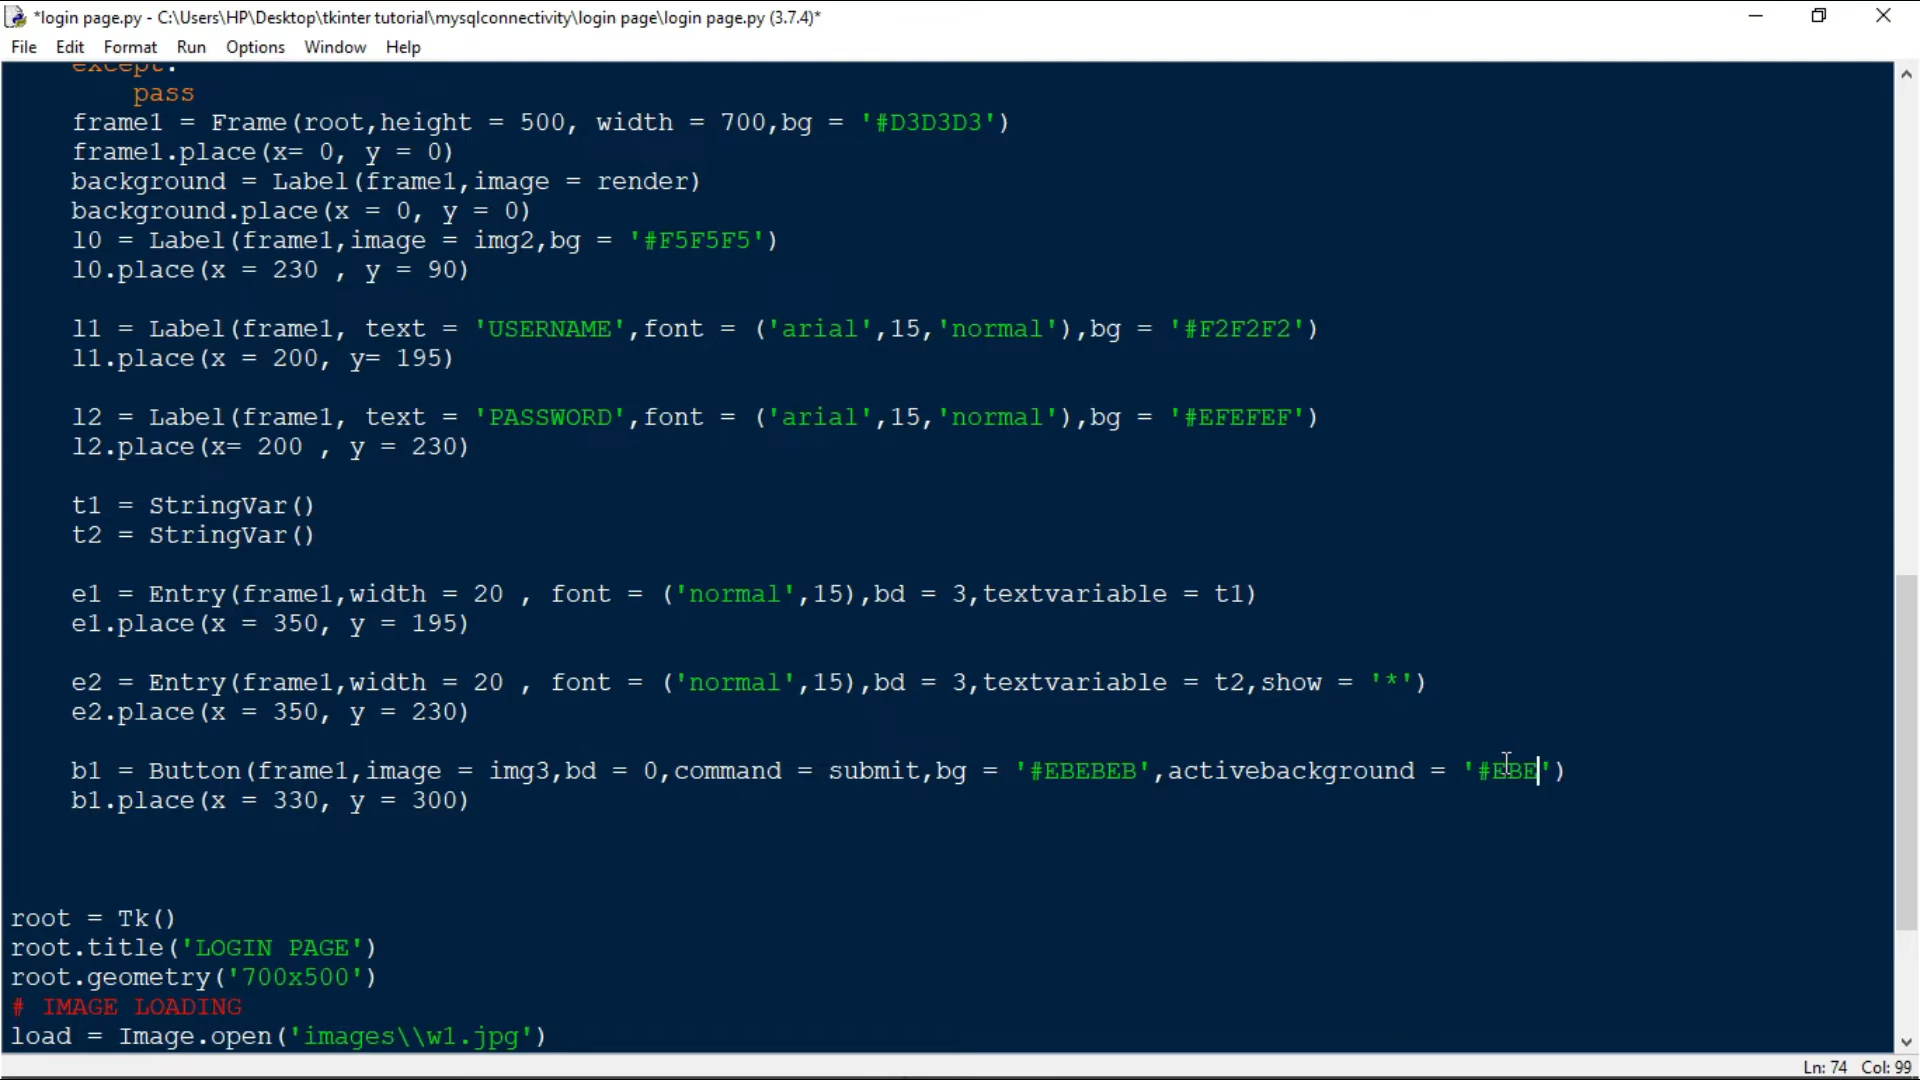 *login page.py - C:\Users\HP\Desktop\tkinter tutorial\mysqlconnectivity\login page\login page.py (3.7.4)*
File Edit Format Run Options Window Help
except:
pass
frame1 = Frame(root,height = 500, width = 700,bg = '#D3D3D3')
frame1.place(x= 0, y = 0)
background = Label(frame1,image = render)
background.place(x = 0, y = 0)
l0 = Label(frame1,image = img2,bg = '#F5F5F5')
l0.place(x = 230 , y = 90)
l1 = Label(frame1, text = 'USERNAME',font = ('arial',15,'normal'),bg = '#F2F2F2')
l1.place(x = 200, y= 195)
l2 = Label(frame1, text = 'PASSWORD',font = ('arial',15,'normal'),bg = '#EFEFEF')
l2.place(x= 200 , y = 230)
t1 = StringVar()
t2 = StringVar()
e1 = Entry(frame1,width = 20 , font = ('normal',15),bd = 3,textvariable = t1)
e1.place(x = 350, y = 195)
e2 = Entry(frame1,width = 20 , font = ('normal',15),bd = 3,textvariable = t2,show = '*')
e2.place(x = 350, y = 230)
b1 = Button(frame1,image = img3,bd = 0,command = submit,bg = '#EBEBEB',activebackground = '#EBE')
b1.place(x = 330, y = 300)
root = Tk()
root.title('LOGIN PAGE')
root.geometry('700x500')
# IMAGE LOADING
load = Image.open('images\\w1.jpg')
Ln: 74 Col: 99